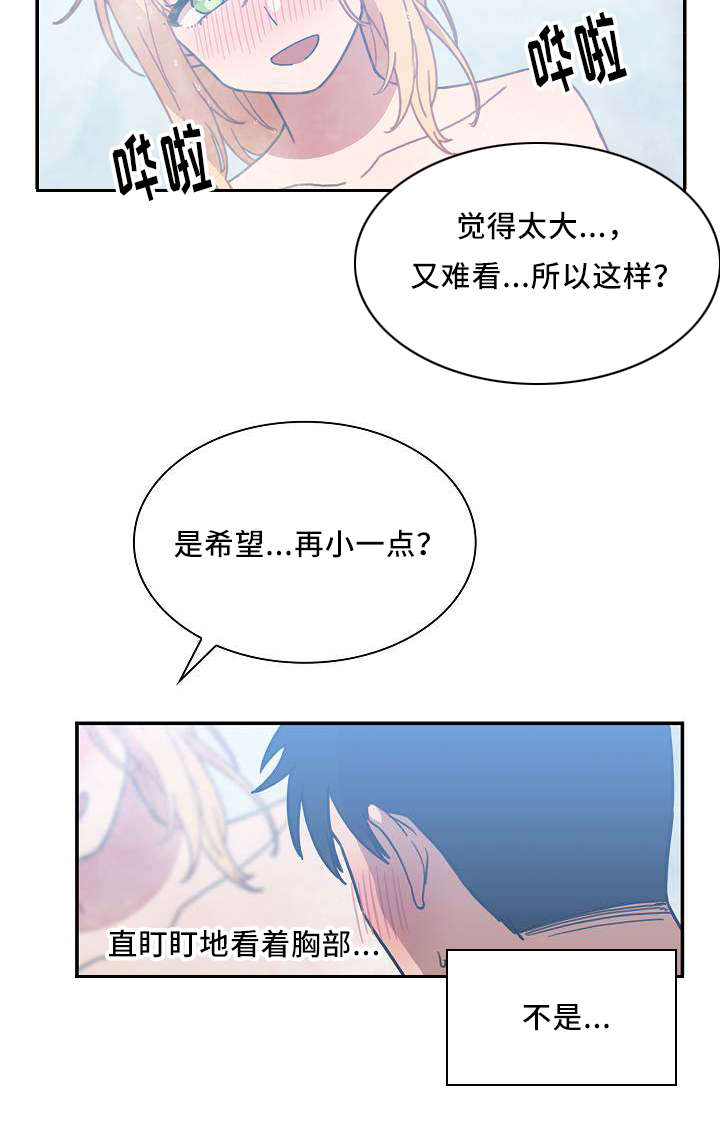 哗啦
哗啦
觉得太大...，
又难看...所以这样？
是希望...再小一点？
直盯盯地看着胸部...
不是...